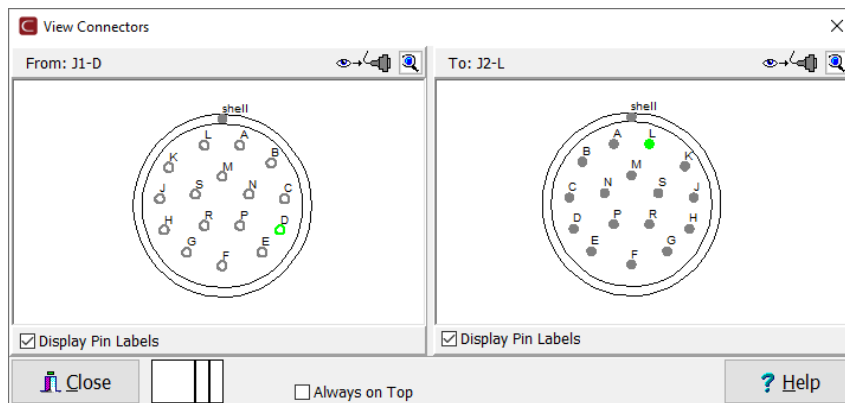 View Connectors
From: J1-D
To: J2-L
shell
L A
K B
M
J S N C
H R P D
G E
F
shell
A L
B K
M
C N S J
D P R H
E G
F
Display Pin Labels
Display Pin Labels
Close
Always on Top
? Help